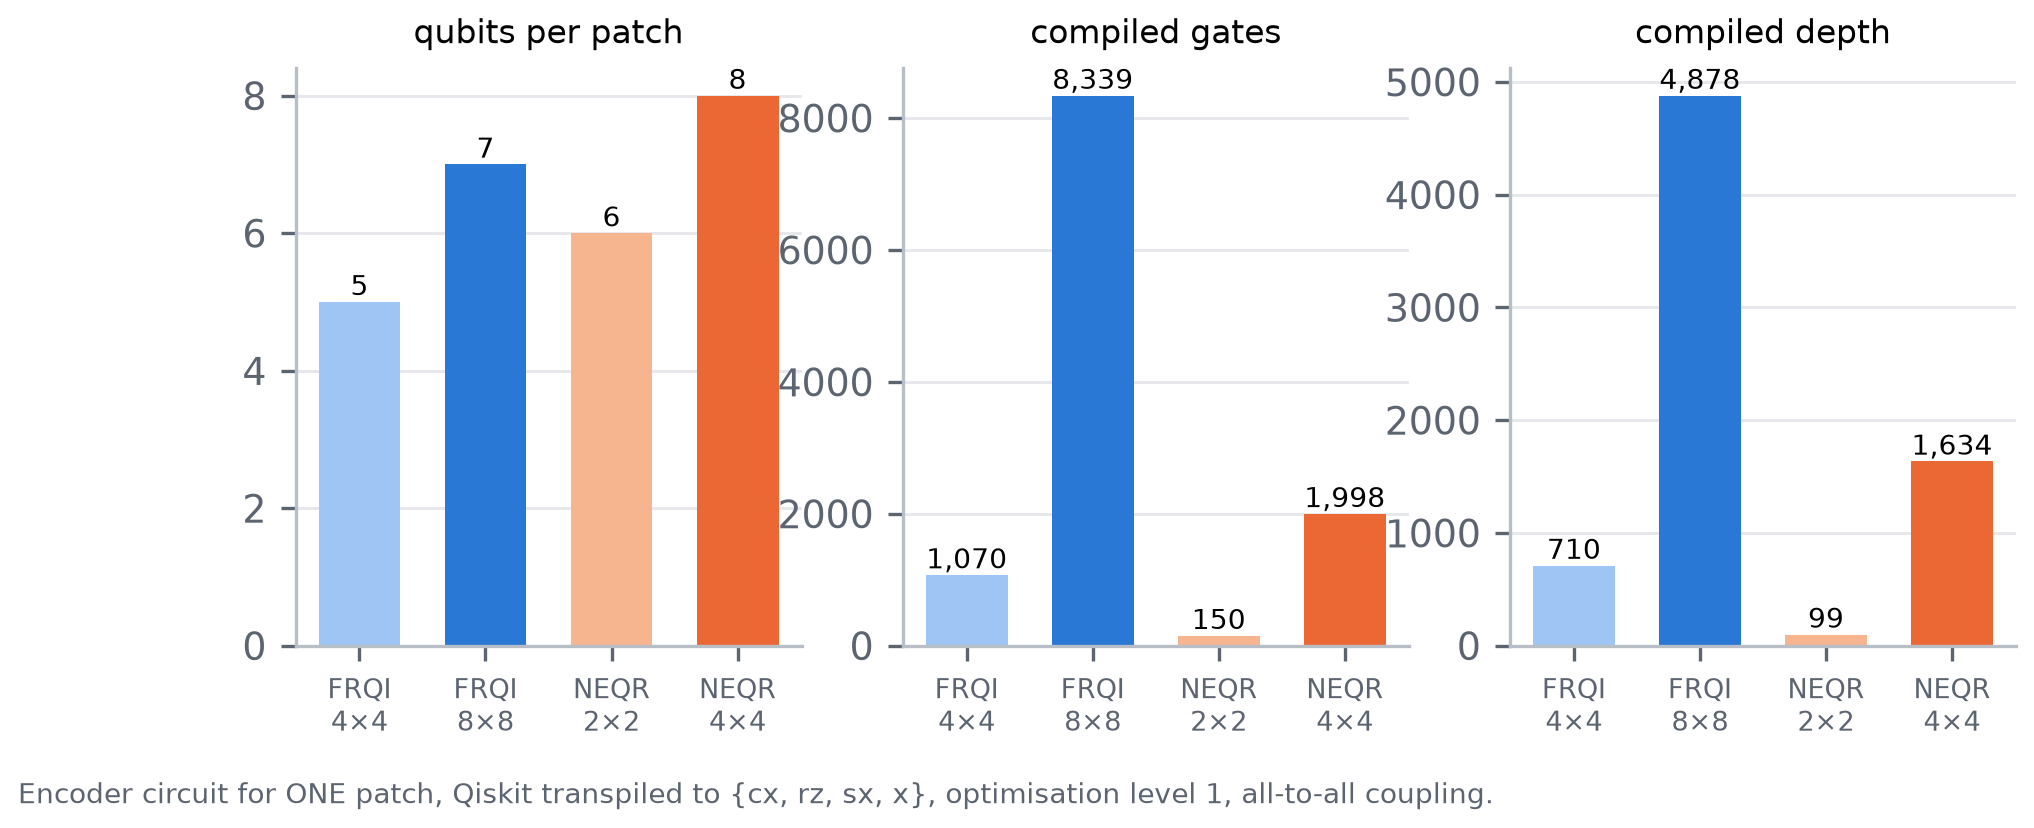 qubits per patch
8
6
4
2
0
5
7
6
8
FRQI
4×4
FRQI
8×8
NEQR
2×2
NEQR
4×4
compiled gates
8000
6000
4000
2000
0
1,070
8,339
150
1,998
FRQI
4×4
FRQI
8×8
NEQR
2×2
NEQR
4×4
compiled depth
5000
4000
3000
2000
1000
0
710
4,878
99
1,634
FRQI
4×4
FRQI
8×8
NEQR
2×2
NEQR
4×4
Encoder circuit for ONE patch, Qiskit transpiled to {cx, rz, sx, x}, optimisation level 1, all-to-all coupling.